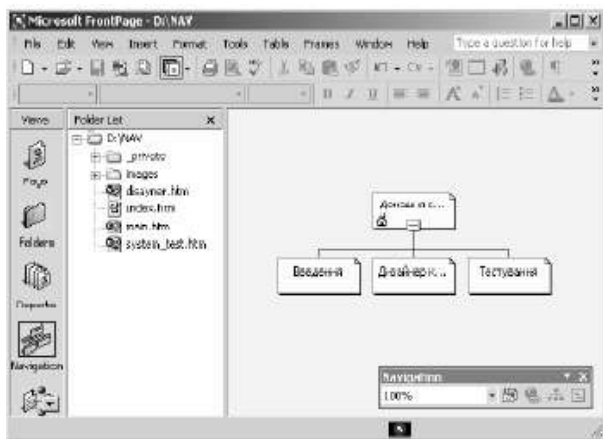 Microsoft FrontPage - D:\NAV
File Edit View Insert Format Tools Table Frames Window Help Type a question for help
B I U
Views
Folder List
D:\NAV
_private
images
disayner.htm
index.htm
main.htm
system_test.htm
Page
Folders
Reports
Navigation
Введення
Дизайнер к...
Тестування
Navigation
100%